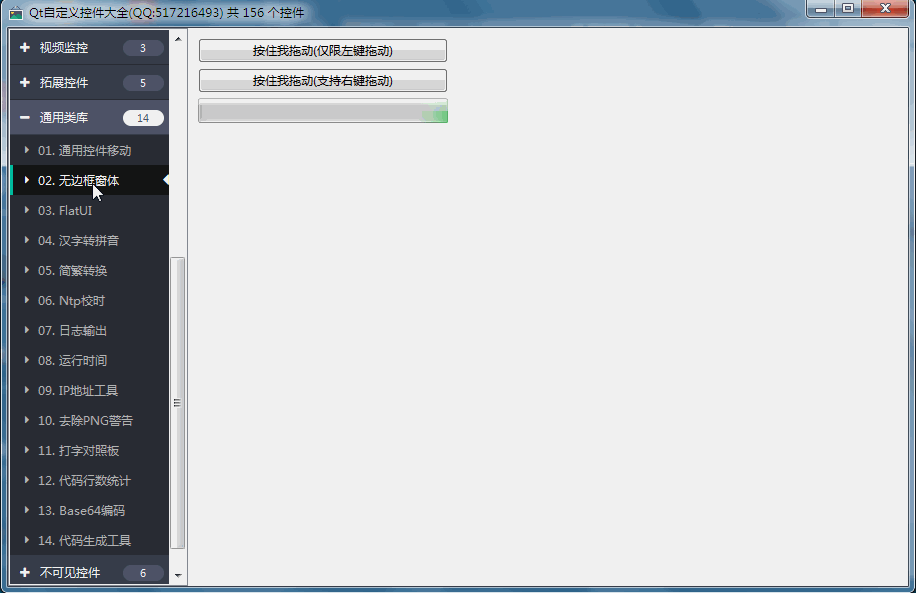 Qt自定义控件大全(QQ:517216493) 共 156 个控件
视频监控 3
拓展控件 5
通用类库 14
01. 通用控件移动
02. 无边框窗体
03. FlatUI
04. 汉字转拼音
05. 简繁转换
06. Ntp校时
07. 日志输出
08. 运行时间
09. IP地址工具
10. 去除PNG警告
11. 打字对照板
12. 代码行数统计
13. Base64编码
14. 代码生成工具
不可见控件 6
按住我拖动(仅限左键拖动)
按住我拖动(支持右键拖动)